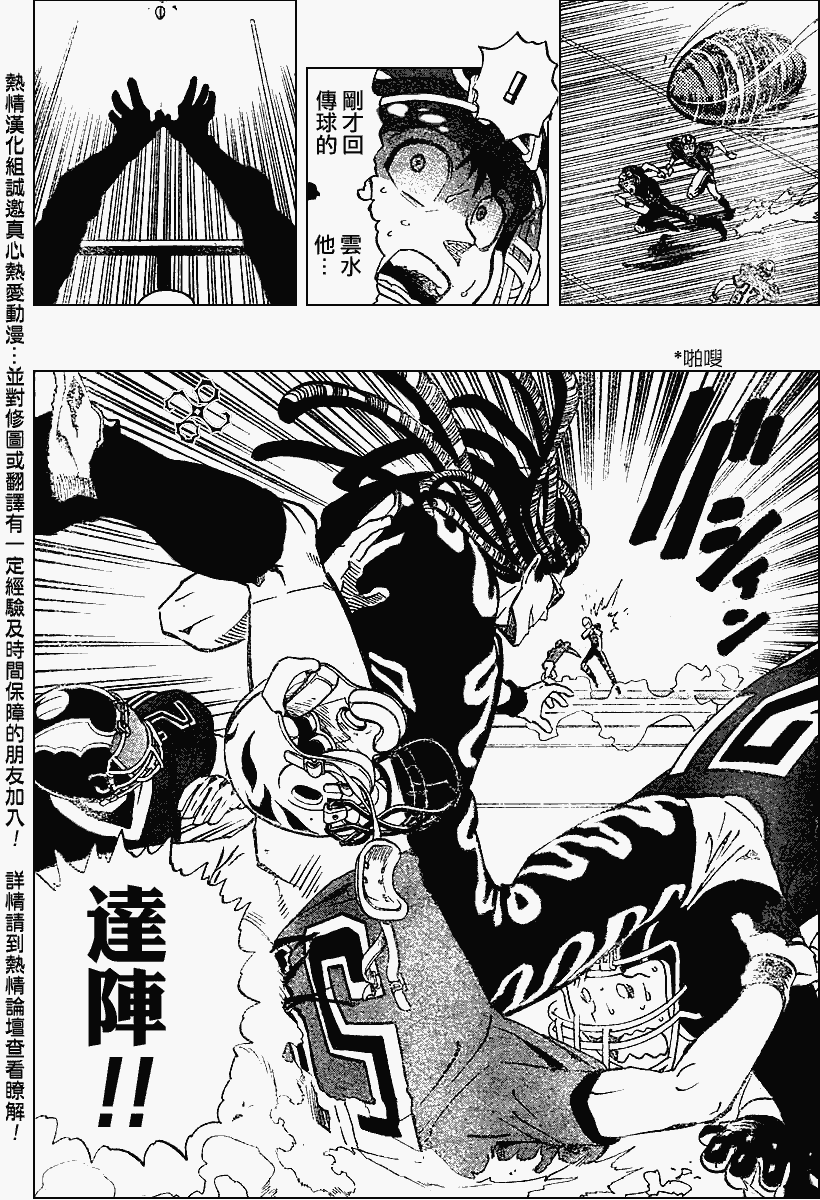 ！
剛才回
傳球的
雲水
他…
*啪嗖
ドシィン
達陣!!
熱情漢化組誠邀真心熱愛動漫…並對修圖或翻譯有一定經驗及時間保障的朋友加入！ 詳情請到熱情論壇查看瞭解！